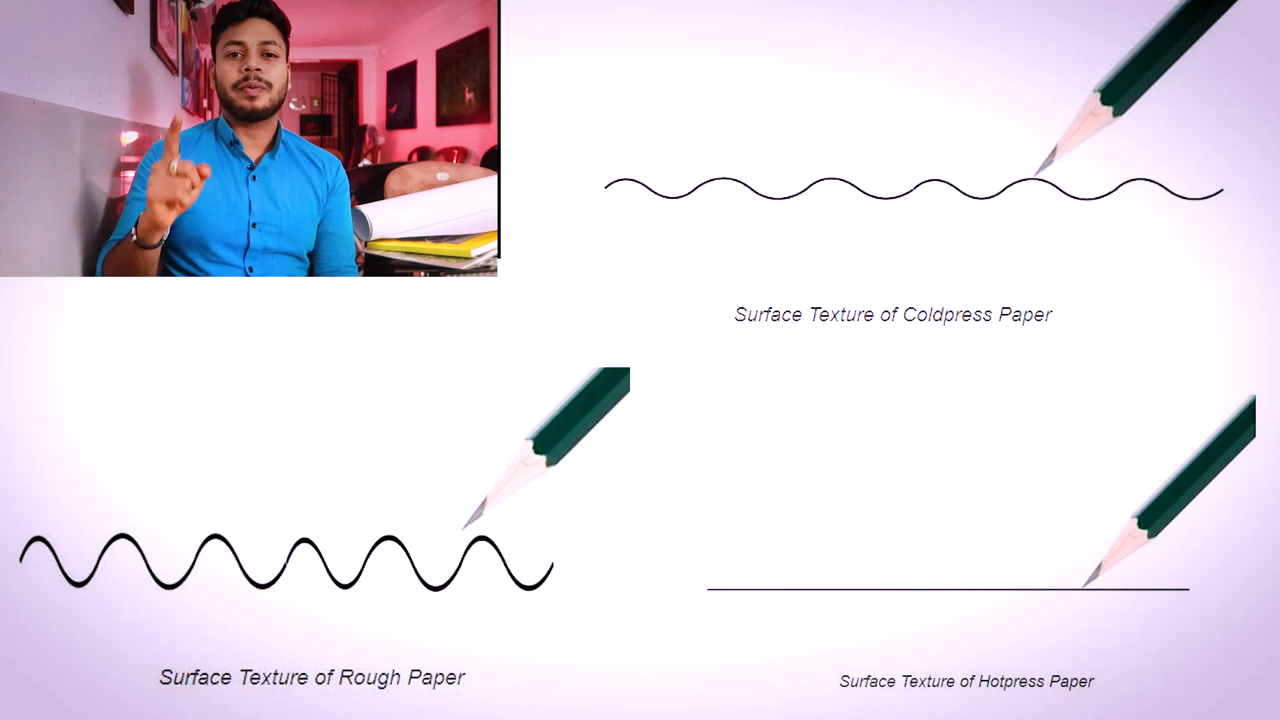 Surface Texture of Coldpress Paper
Surface Texture of Rough Paper
Surface Texture of Hotpress Paper